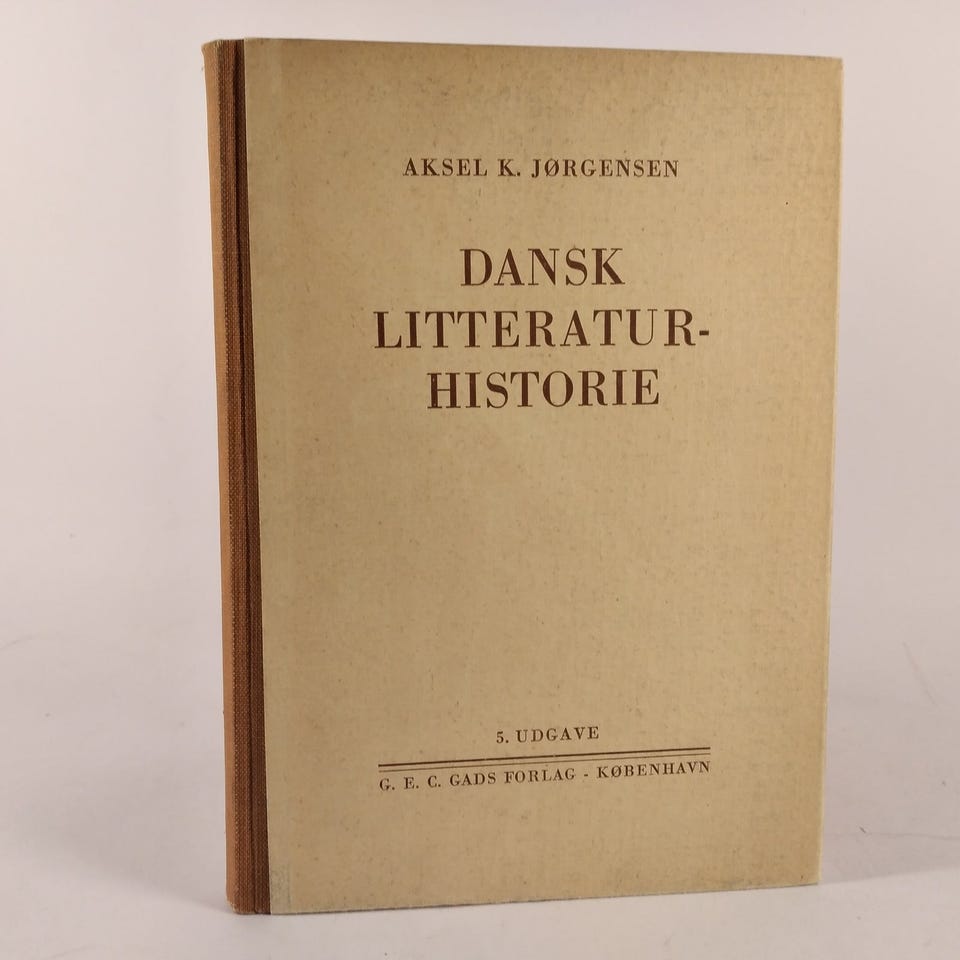 AKSEL K. JØRGENSEN
DANSK
LITTERATUR-
HISTORIE
5. UDGAVE
G. E. C. GADS FORLAG - KØBENHAVN